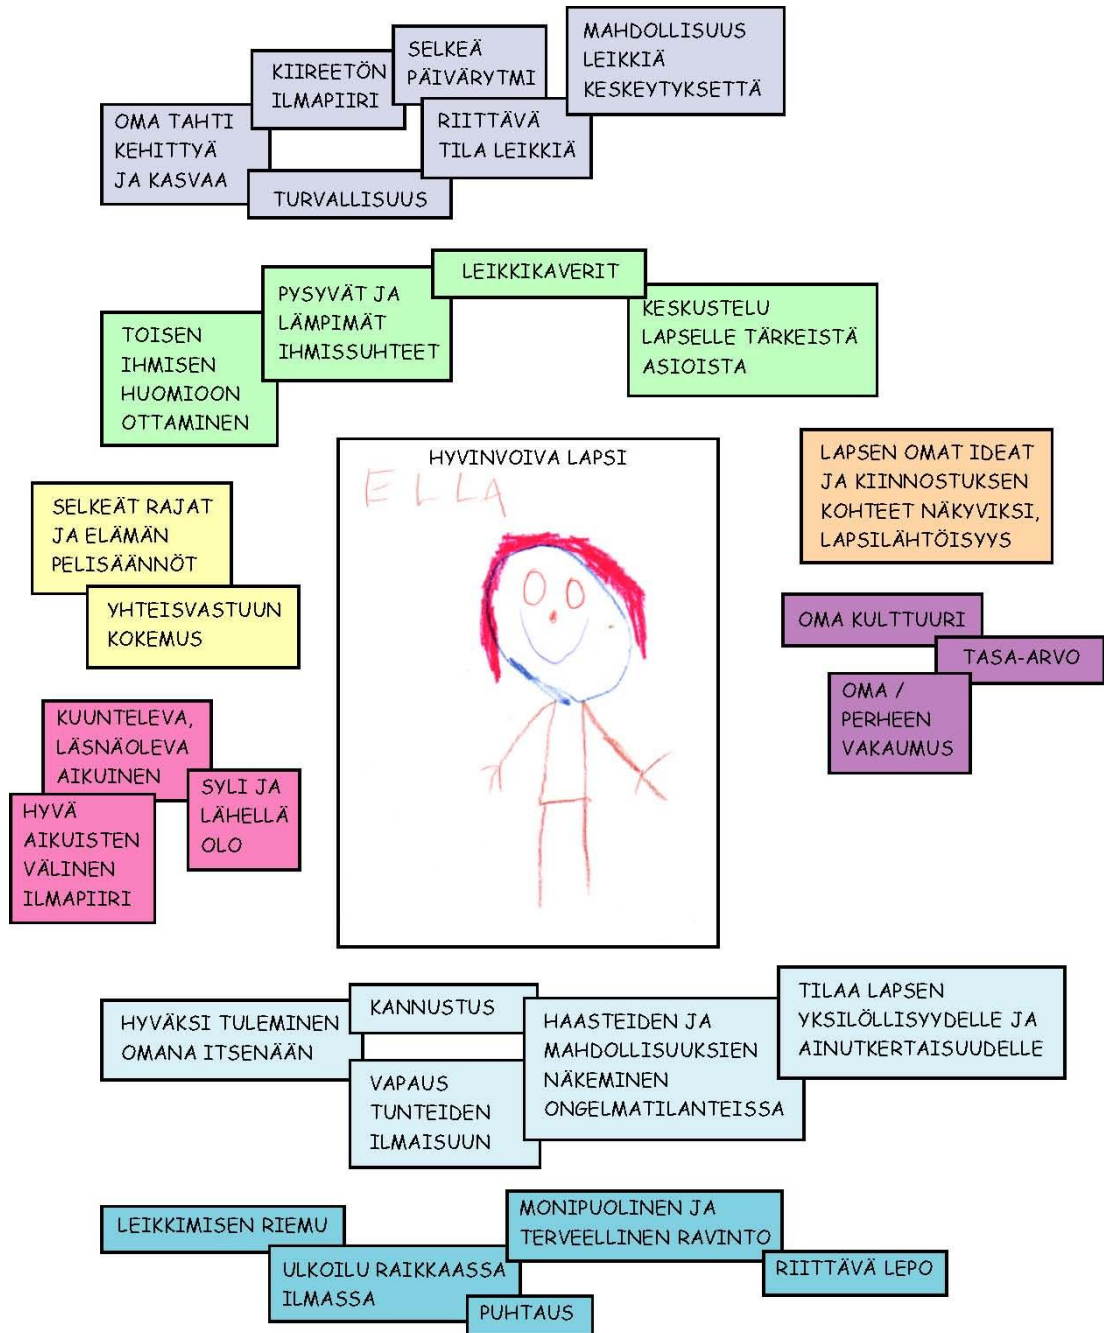 OMA TAHTI
KEHITTYÄ
JA KASVAA
KIIREETÖN
ILMAPIIRI
SELKEÄ
PÄIVÄRYTMI
MAHDOLLISUUS
LEIKKIÄ
KESKEYTYKSETTÄ
RIITTÄVÄ
TILA LEIKKIÄ
TURVALLISUUS
TOISEN
IHMISEN
HUOMIOON
OTTAMINEN
PYSYVÄT JA
LÄMPIMÄT
IHMISSUHTEET
LEIKKIKAVERIT
KESKUSTELU
LAPSELLE TÄRKEISTÄ
ASIOISTA
SELKEÄT RAJAT
JA ELÄMÄN
PELISÄÄNNÖT
YHTEISVASTUUN
KOKEMUS
HYVINVOIVA LAPSI
ELLA
LAPSEN OMAT IDEAT
JA KIINNOSTUKSEN
KOHTEET NÄKYVIKSI,
LAPSILÄHTÖISYYS
OMA KULTTUURI
TASA-ARVO
OMA /
PERHEEN
VAKAUMUS
KUUNTELEVA,
LÄSNÄOLEVA
AIKUINEN
SYLI JA
LÄHELLÄ
OLO
HYVÄ
AIKUISTEN
VÄLINEN
ILMAPIIRI
HYVÄKSI TULEMINEN
OMANA ITSENÄÄN
KANNUSTUS
VAPAUS
TUNTEIDEN
ILMAISUUN
HAASTEIDEN JA
MAHDOLLISUUKSIEN
NÄKEMINEN
ONGELMATILANTEISSA
TILAA LAPSEN
YKSILÖLLISYYDELLE JA
AINUTKERTAISUUDELLE
LEIKKIMISEN RIEMU
ULKOILU RAIKKAASSA
ILMASSA
MONIPUOLINEN JA
TERVEELLINEN RAVINTO
PUHTAUS
RIITTÄVÄ LEPO